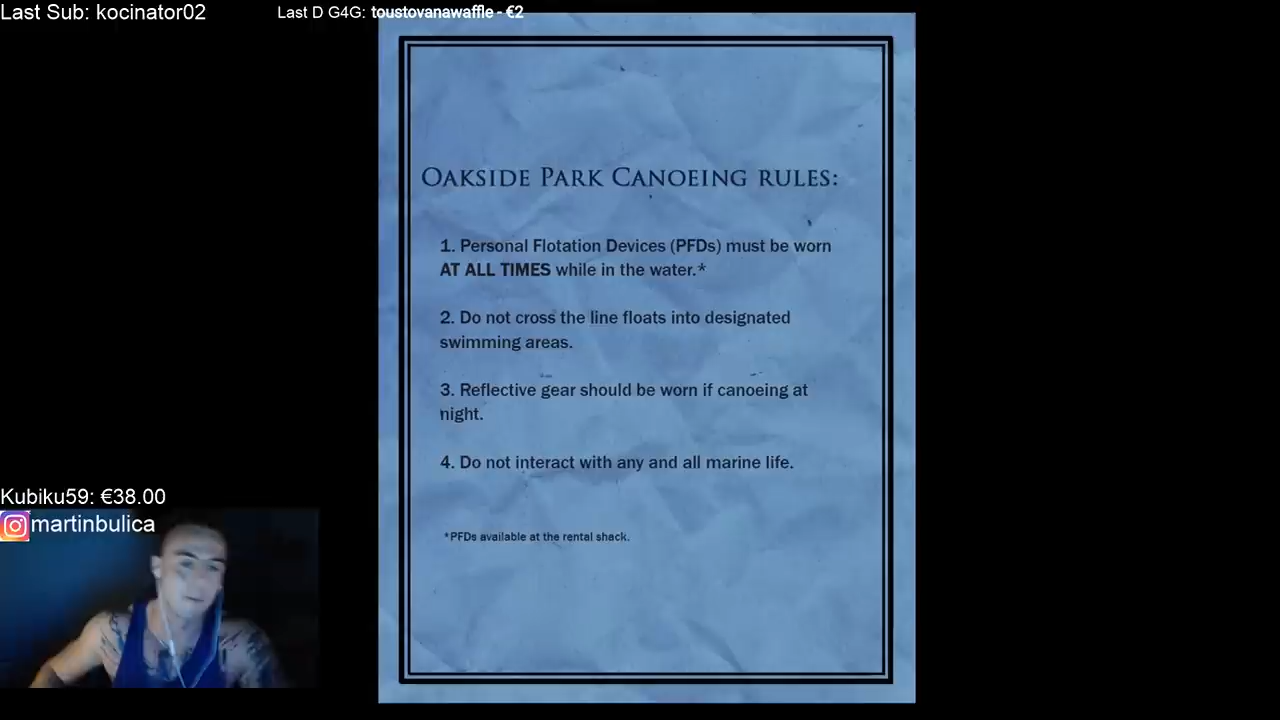 Last Sub: kocinator02
Last D G4G: toustovanawaffle - €2
OAKSIDE PARK CANOEING RULES:
1. Personal Flotation Devices (PFDs) must be worn
AT ALL TIMES while in the water.*
2. Do not cross the line floats into designated
swimming areas.
3. Reflective gear should be worn if canoeing at
night.
4. Do not interact with any and all marine life.
*PFDs available at the rental shack.
Kubiku59: €38.00
martinbulica